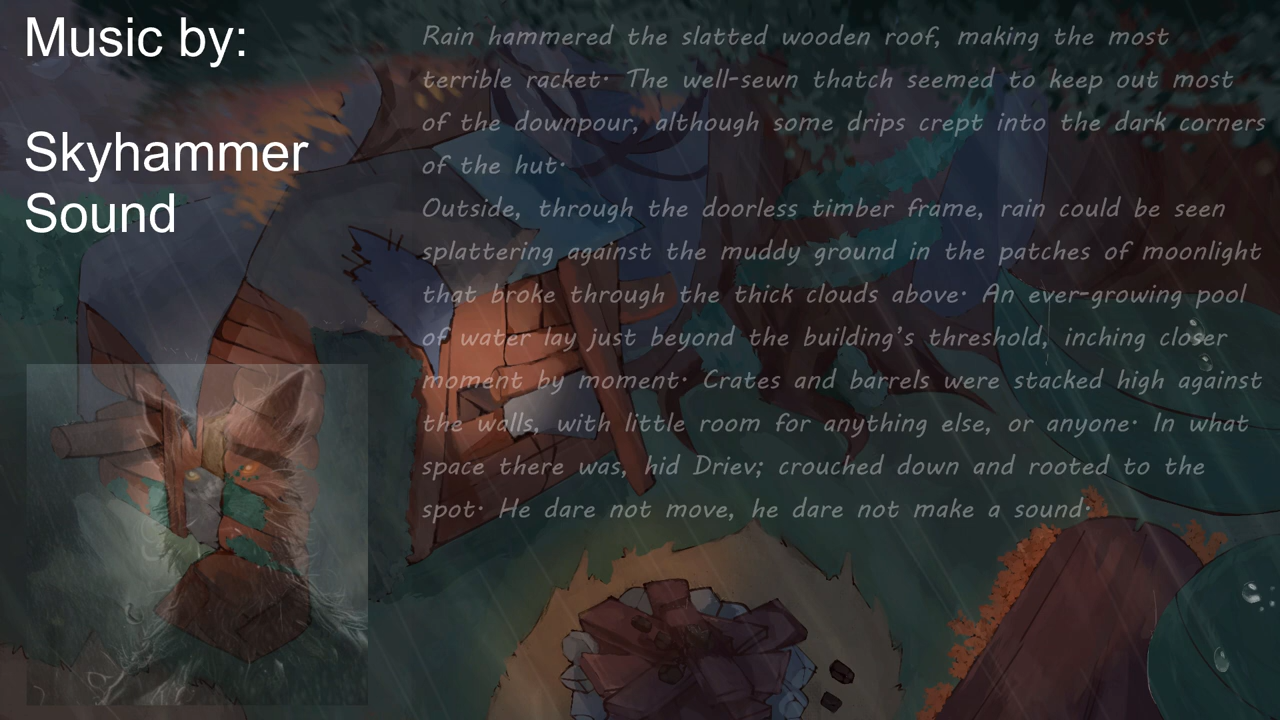 Music by:
Skyhammer
Sound
Rain hammered the slatted wooden roof, making the most
terrible racket. The well-sewn thatch seemed to keep out most
of the downpour, although some drips crept into the dark corners
of the hut.
Outside, through the doorless timber frame, rain could be seen
splattering against the muddy ground in the patches of moonlight
that broke through the thick clouds above. An ever-growing pool
of water lay just beyond the building’s threshold, inching closer
moment by moment. Crates and barrels were stacked high against
the walls, with little room for anything else, or anyone. In what
space there was, hid Driev; crouched down and rooted to the
spot. He dare not move, he dare not make a sound.